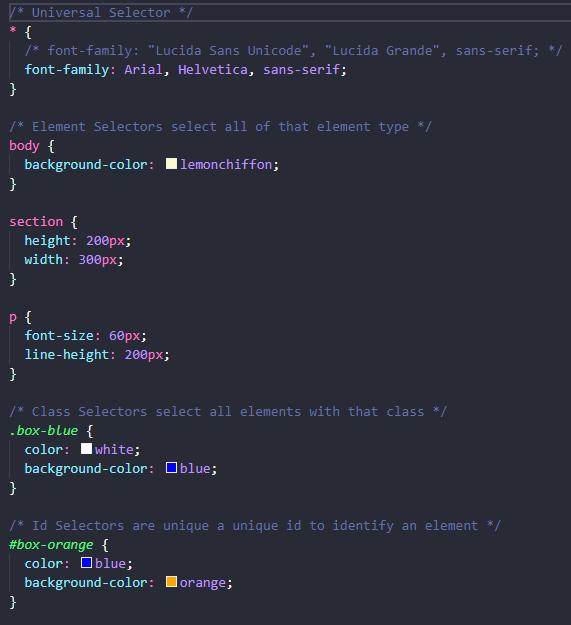 /* Universal Selector */
* {
/* font-family: "Lucida Sans Unicode", "Lucida Grande", sans-serif; */
font-family: Arial, Helvetica, sans-serif;
}
/* Element Selectors select all of that element type */
body {
background-color: lemonchiffon;
}
section {
height: 200px;
width: 300px;
}
p {
font-size: 60px;
line-height: 200px;
}
/* Class Selectors select all elements with that class */
.box-blue {
color: white;
background-color: blue;
}
/* Id Selectors are unique a unique id to identify an element */
#box-orange {
color: blue;
background-color: orange;
}